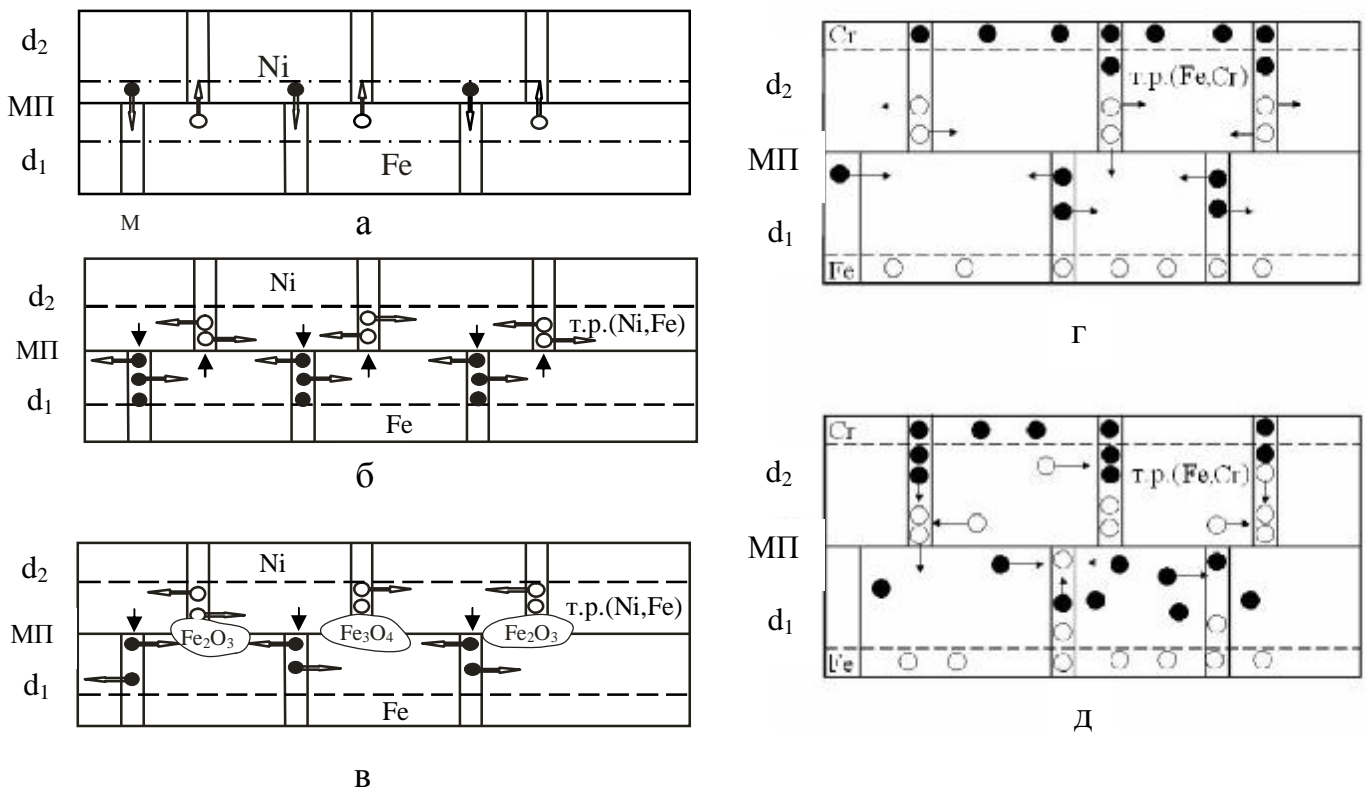 d₂
МП
d₁
Ni
Fe
М
а
d₂
МП
d₁
Ni
т.р.(Ni,Fe)
Fe
б
d₂
МП
d₁
Ni
т.р.(Ni,Fe)
Fe₂O₃
Fe₃O₄
Fe₂O₃
Fe
в
d₂
МП
d₁
Cr
т.р.(Fe,Cr)
Fe
г
d₂
МП
d₁
Cr
т.р.(Fe,Cr)
Fe
д